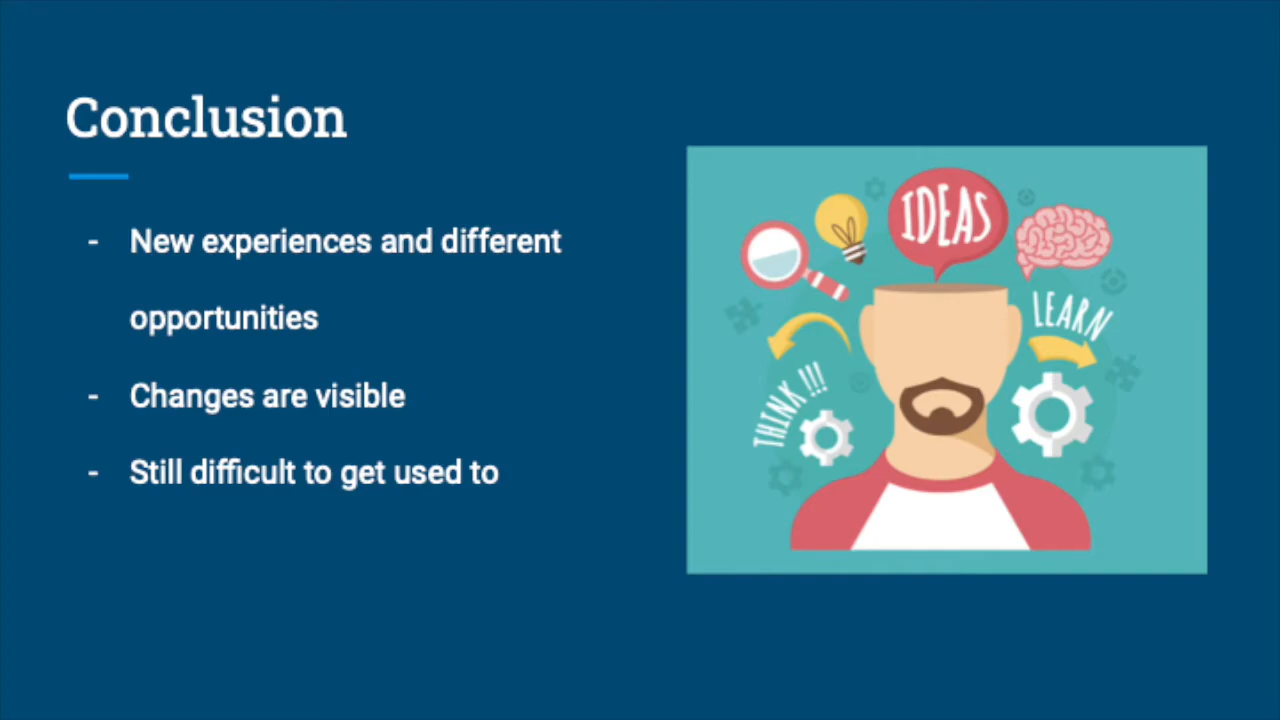 Conclusion
- New experiences and different
opportunities
- Changes are visible
- Still difficult to get used to
IDEAS
LEARN
THINK !!!